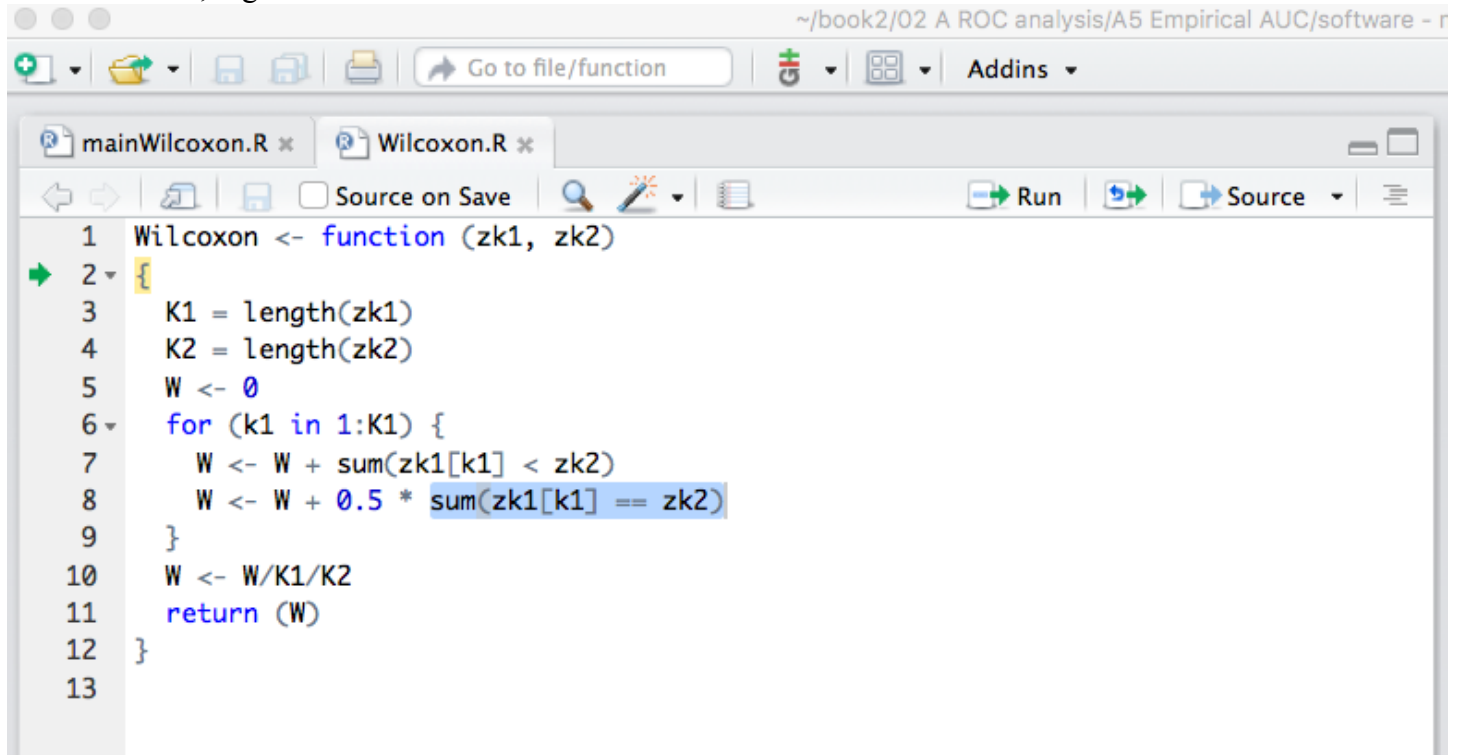 ~/book2/02 A ROC analysis/A5 Empirical AUC/software -
Go to file/function Addins
mainWilcoxon.R Wilcoxon.R
Source on Save Run Source
1 Wilcoxon <- function (zk1, zk2)
2 {
3 K1 = length(zk1)
4 K2 = length(zk2)
5 W <- 0
6 for (k1 in 1:K1) {
7 W <- W + sum(zk1[k1] < zk2)
8 W <- W + 0.5 * sum(zk1[k1] == zk2)
9 }
10 W <- W/K1/K2
11 return (W)
12 }
13